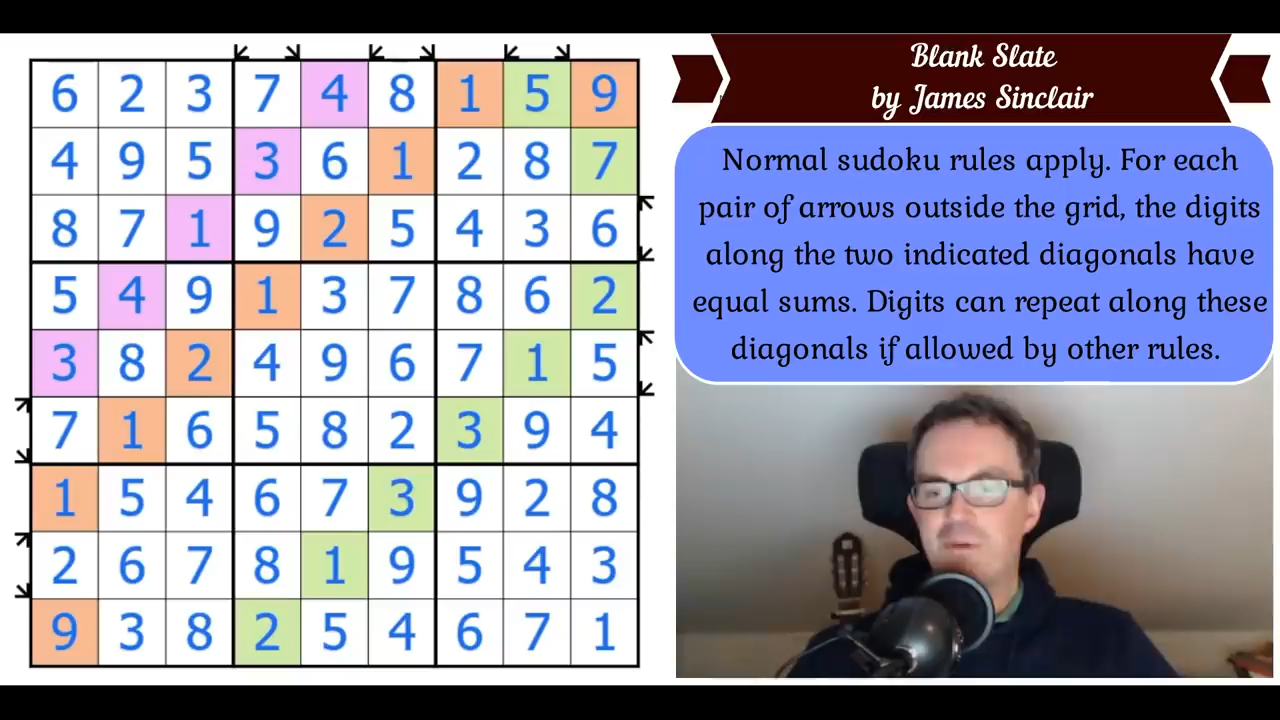 Blank Slate
by James Sinclair
Normal sudoku rules apply. For each
pair of arrows outside the grid, the digits
along the two indicated diagonals have
equal sums. Digits can repeat along these
diagonals if allowed by other rules.
6 2 3 7 4 8 1 5 9
4 9 5 3 6 1 2 8 7
8 7 1 9 2 5 4 3 6
5 4 9 1 3 7 8 6 2
3 8 2 4 9 6 7 1 5
7 1 6 5 8 2 3 9 4
1 5 4 6 7 3 9 2 8
2 6 7 8 1 9 5 4 3
9 3 8 2 5 4 6 7 1